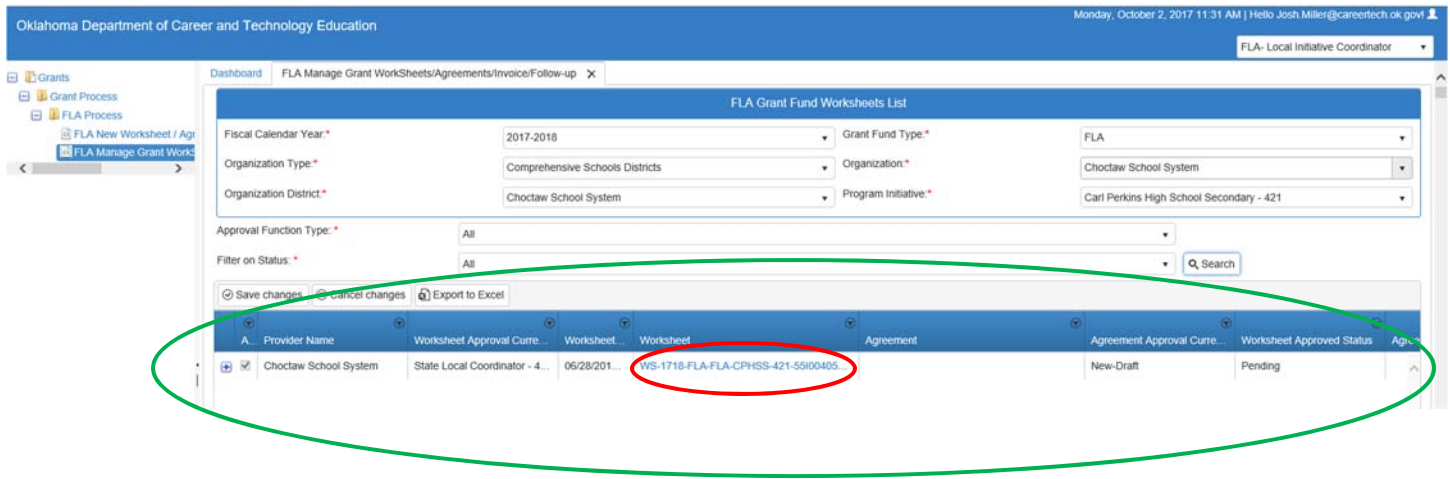 Monday, October 2, 2017 11:31 AM | Hello Josh.Miller@careertech.ok.gov!
Oklahoma Department of Career and Technology Education
FLA- Local Initiative Coordinator
Grants
Grant Process
FLA Process
FLA New Worksheet / Agr
FLA Manage Grant WorkS
Dashboard FLA Manage Grant WorkSheets/Agreements/Invoice/Follow-up X
FLA Grant Fund Worksheets List
Fiscal Calendar Year:* 2017-2018 Grant Fund Type:* FLA
Organization Type:* Comprehensive Schools Districts Organization:* Choctaw School System
Organization District:* Choctaw School System Program Initiative:* Carl Perkins High School Secondary - 421
Approval Function Type: * All
Filter on Status: * All Search
Save changes Cancel changes Export to Excel
A... Provider Name Worksheet Approval Curre... Worksheet... Worksheet Agreement Agreement Approval Curre... Worksheet Approved Status Agree
Choctaw School System State Local Coordinator - 4... 06/28/201... WS-1718-FLA-FLA-CPHSS-421-55I00405... New-Draft Pending